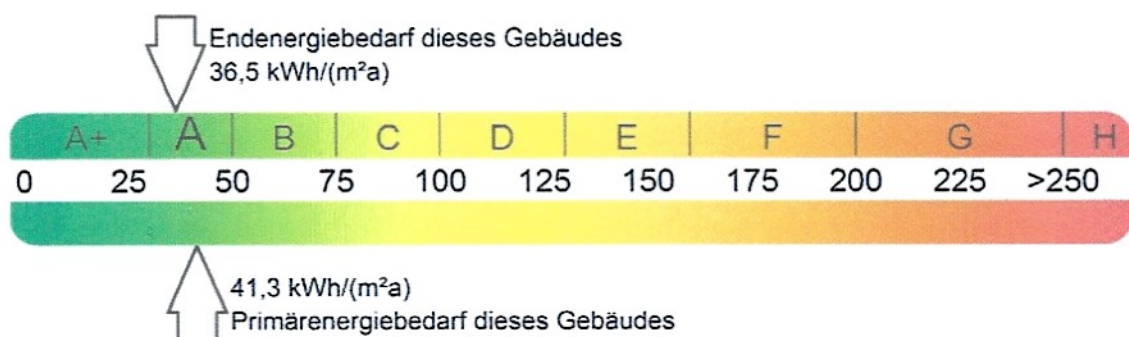 Endenergiebedarf dieses Gebäudes
36,5 kWh/(m²a)
A+ A B C D E F G H
0 25 50 75 100 125 150 175 200 225 >250
41,3 kWh/(m²a)
Primärenergiebedarf dieses Gebäudes